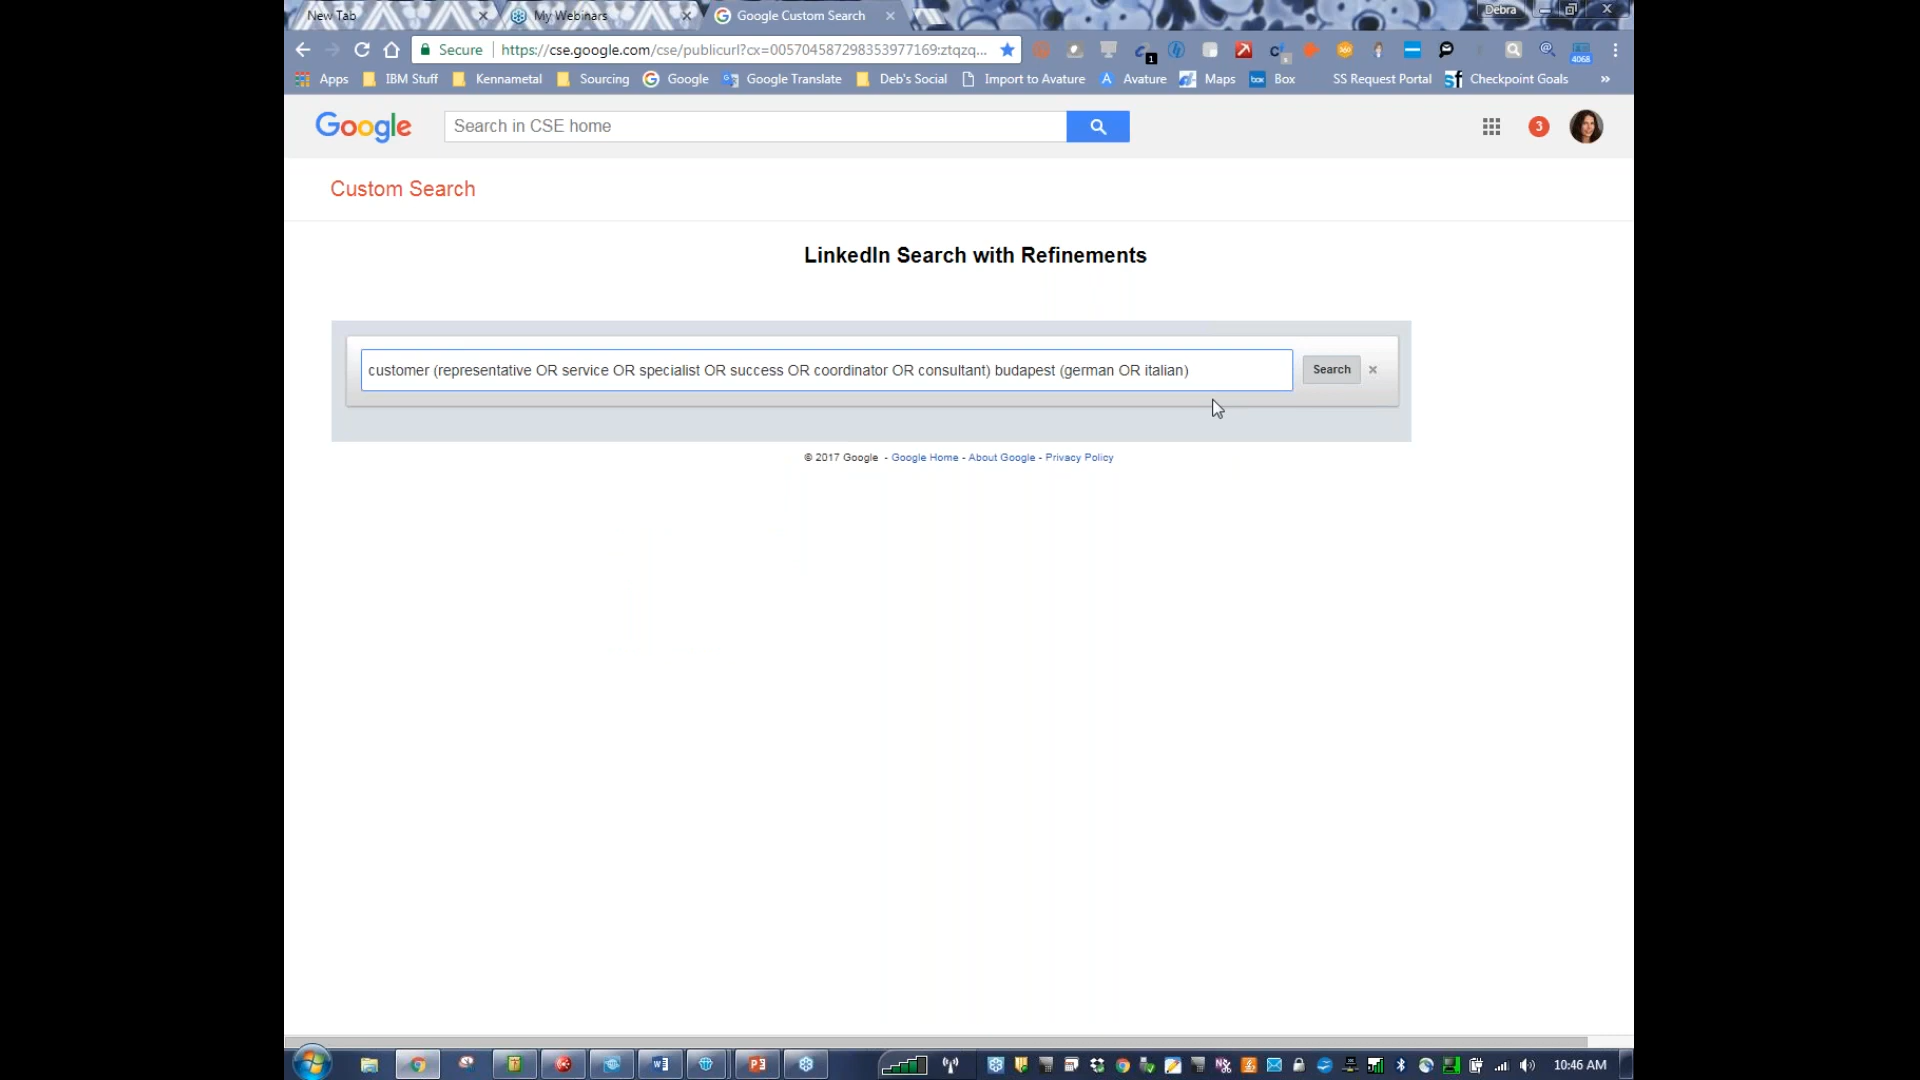 New Tab
My Webinars
Google Custom Search
Debra
Secure
https://cse.google.com/cse/publicurl?cx=005704587298353977169:ztqzq...
1
4068
Apps
IBM Stuff
Kennametal
Sourcing
Google
Google Translate
Deb's Social
Import to Avature
Avature
Maps
Box
SS Request Portal
Checkpoint Goals
»
Google
Search in CSE home
3
Custom Search
LinkedIn Search with Refinements
customer (representative OR service OR specialist OR success OR coordinator OR consultant) budapest (german OR italian)
Search
© 2017 Google - Google Home - About Google - Privacy Policy
10:46 AM